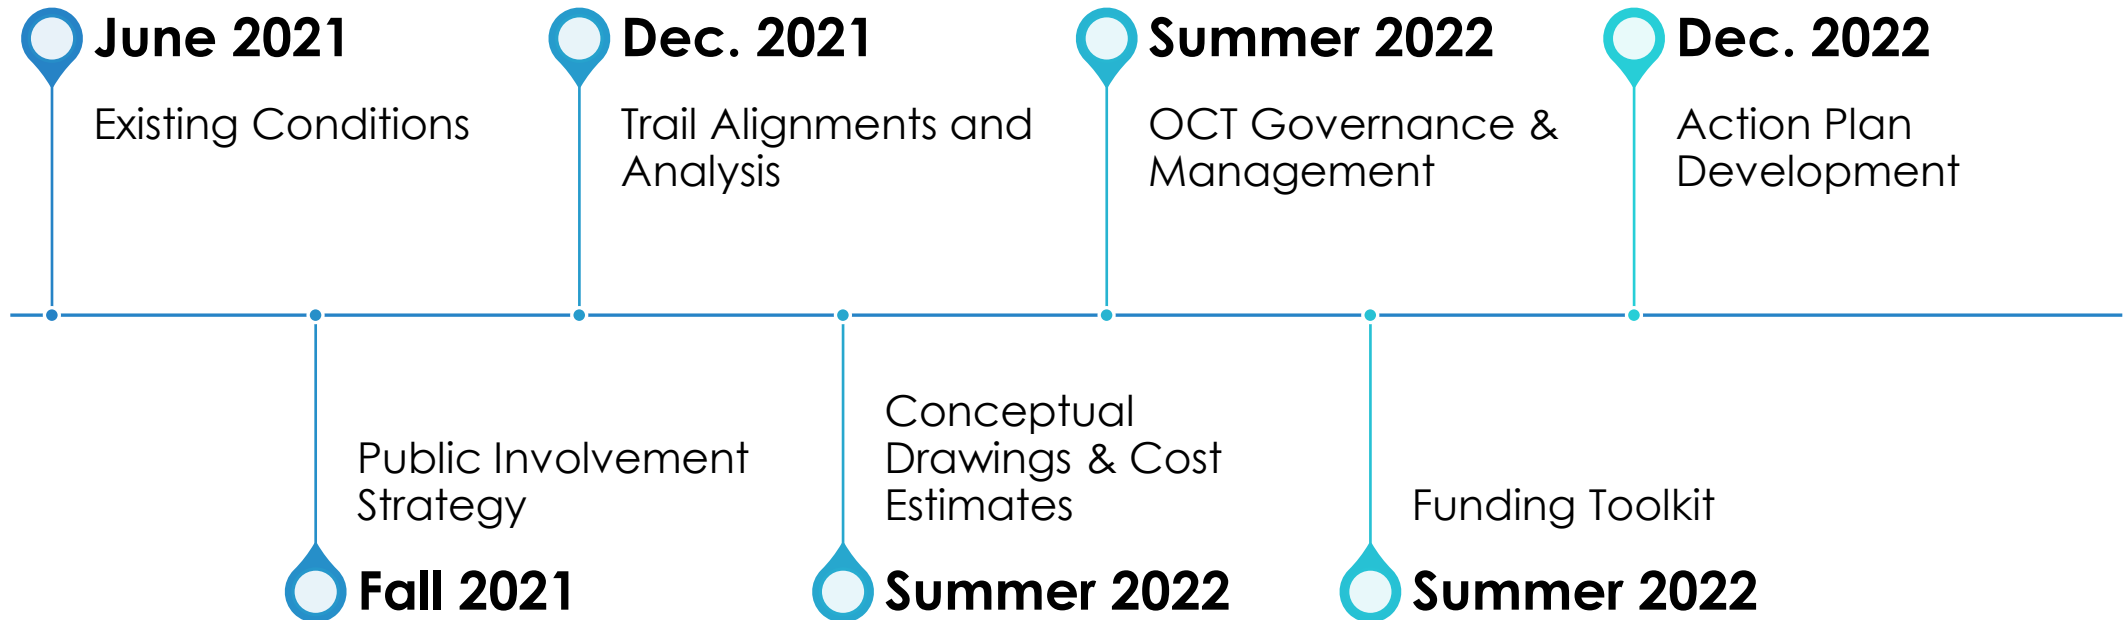 June 2021
Existing Conditions
Public Involvement
Strategy
Fall 2021
Dec. 2021
Trail Alignments and
Analysis
Conceptual
Drawings & Cost
Estimates
Summer 2022
Summer 2022
OCT Governance &
Management
Funding Toolkit
Summer 2022
Dec. 2022
Action Plan
Development